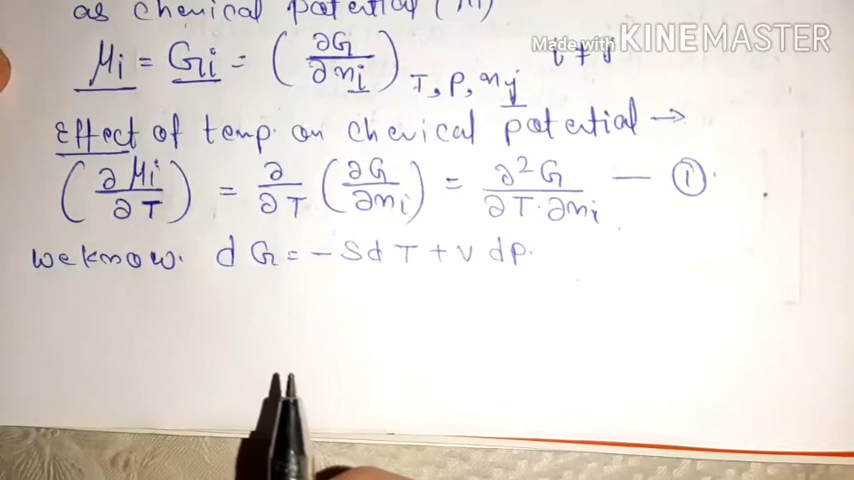 as chemical potential (μ)
Made with KINEMASTER
μi = Gi = (∂G/∂ni) T, P, nj i ≠ j
Effect of temp. on chemical potential →
(∂μi/∂T) = ∂/∂T (∂G/∂ni) = ∂²G/∂T·∂ni — ①
we know. dG = -SdT + VdP.